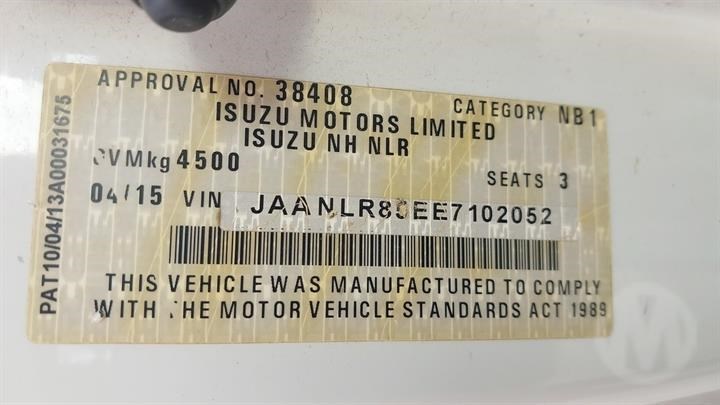 APPROVAL NO. 38408 CATEGORY NB1
ISUZU MOTORS LIMITED
ISUZU NH NLR
GVMkg 4500 SEATS 3
04/15 VIN
THIS VEHICLE WAS MANUFACTURED TO COMPLY
WITH THE MOTOR VEHICLE STANDARDS ACT 1989
PAT10/04/13A00031675